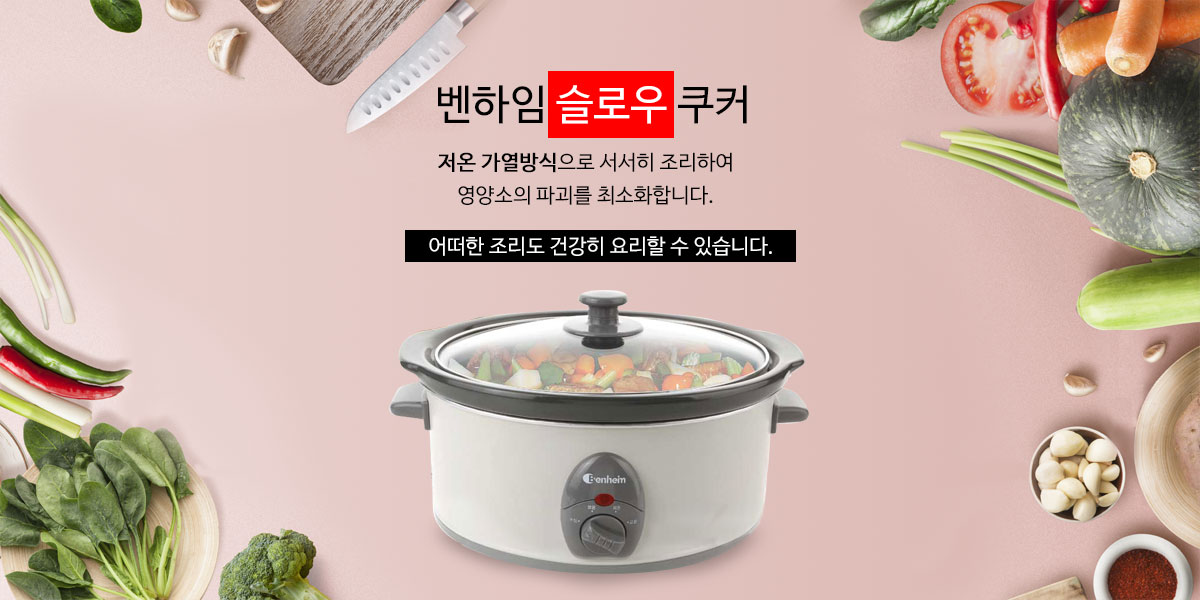 벤하임 슬로우 쿠커
저온 가열방식으로 서서히 조리하여
영양소의 파괴를 최소화합니다.
어떠한 조리도 건강히 요리할 수 있습니다.
Benheim